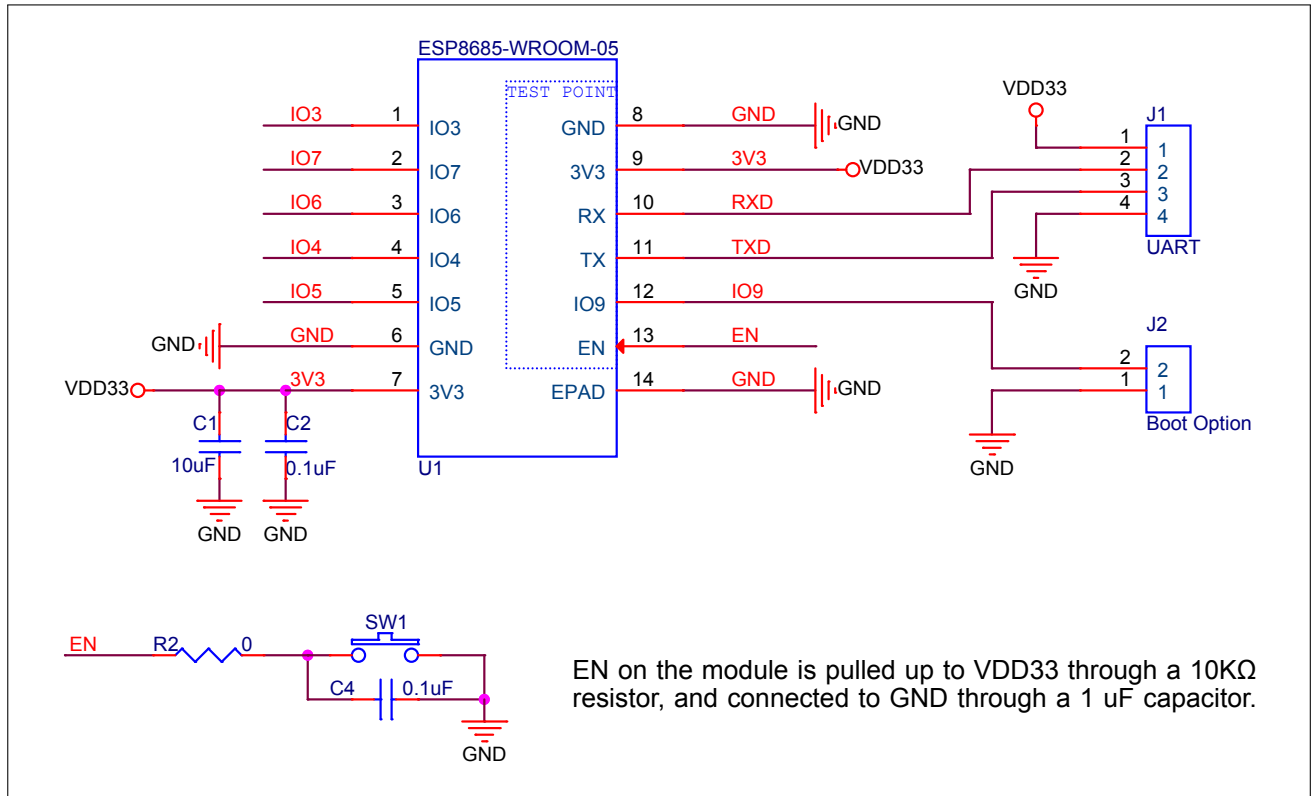 ESP8685-WROOM-05
TEST POINT
IO3 1 IO3
IO7 2 IO7
IO6 3 IO6
IO4 4 IO4
IO5 5 IO5
GND GND 6 GND
VDD33 3V3 7 3V3
GND 8 GND GND
3V3 9 3V3 VDD33
RX 10 RXD
TX 11 TXD
IO9 12 IO9
EN 13 EN
EPAD 14 GND GND
U1
C1
10uF
GND
C2
0.1uF
GND
VDD33
J1
1 1
2 2
3 3
4 4
UART
GND
J2
2 2
1 1
Boot Option
GND
EN R2 0
SW1
C4 0.1uF
GND
EN on the module is pulled up to VDD33 through a 10KΩ
resistor, and connected to GND through a 1 uF capacitor.